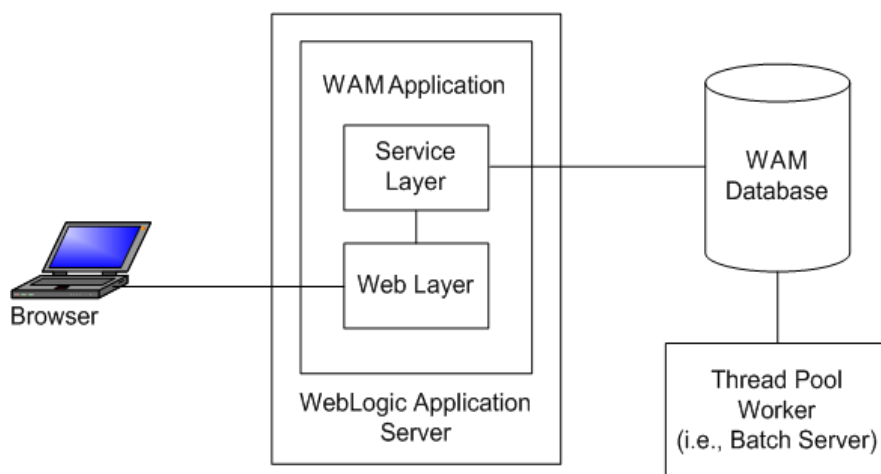 WAM Application
Service
Layer
Web Layer
WebLogic Application
Server
Browser
WAM
Database
Thread Pool
Worker
(i.e., Batch Server)